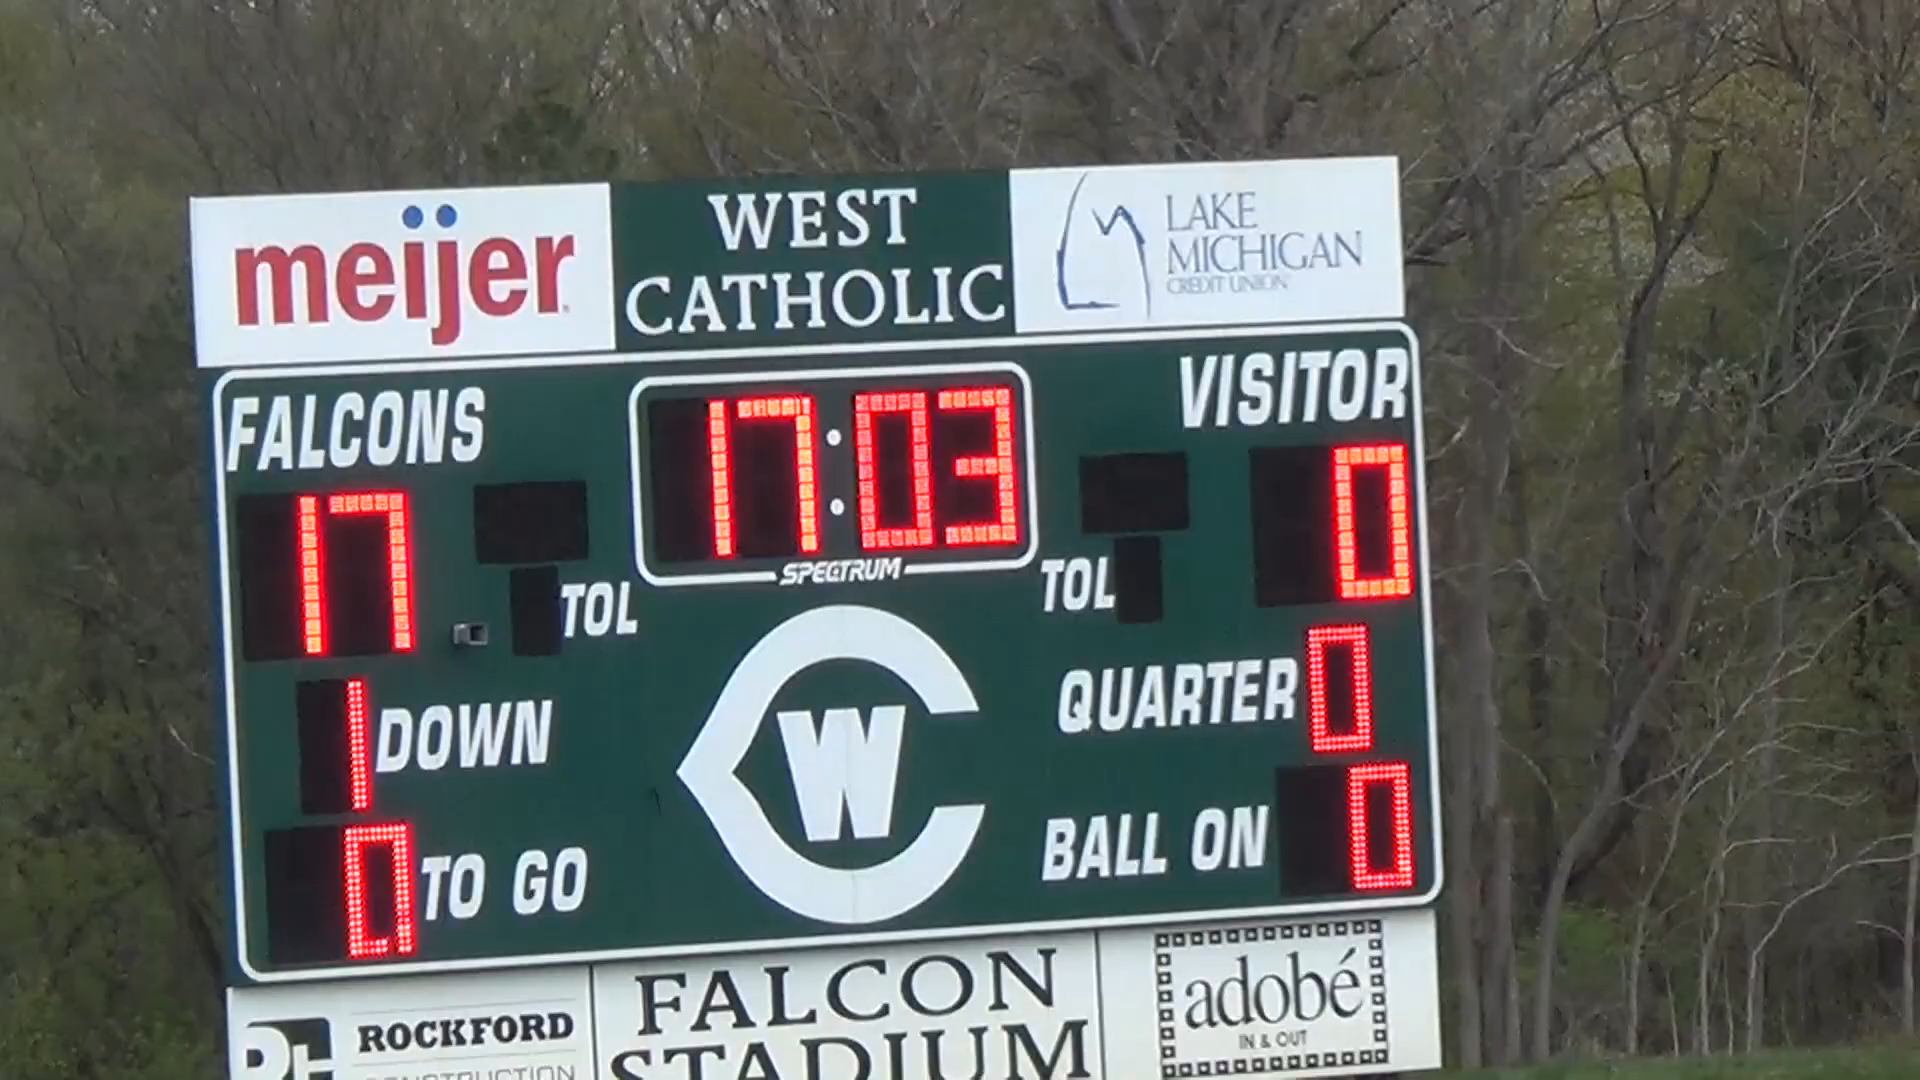 meijer
WEST
CATHOLIC
LAKE
MICHIGAN
CREDIT UNION
FALCONS
17:03
VISITOR
17
0
SPECTRUM
TOL
TOL
1 DOWN
QUARTER 0
W
0 TO GO
BALL ON 0
ROCKFORD
CONSTRUCTION
FALCON
STADIUM
adobé
IN & OUT